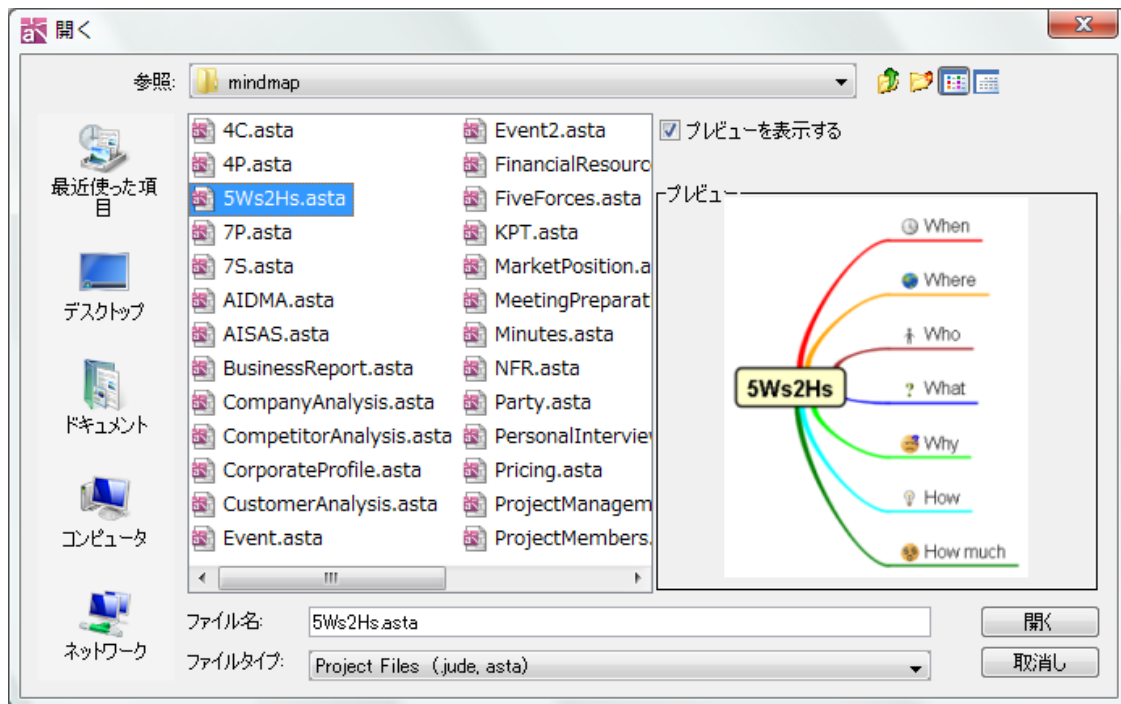 開く
参照:
mindmap
最近使った項
目
デスクトップ
ドキュメント
コンピュータ
ネットワーク
4C.asta
4P.asta
5Ws2Hs.asta
7P.asta
7S.asta
AIDMA.asta
AISAS.asta
BusinessReport.asta
CompanyAnalysis.asta
CompetitorAnalysis.asta
CorporateProfile.asta
CustomerAnalysis.asta
Event.asta
Event2.asta
FinancialResourc
FiveForces.asta
KPT.asta
MarketPosition.a
MeetingPreparat
Minutes.asta
NFR.asta
Party.asta
PersonalIntervie
Pricing.asta
ProjectManagem
ProjectMembers.
プレビューを表示する
プレビュー
When
Where
Who
What
Why
How
How much
5Ws2Hs
ファイル名:
5Ws2Hs.asta
開く
ファイルタイプ:
Project Files (.jude, asta)
取消し